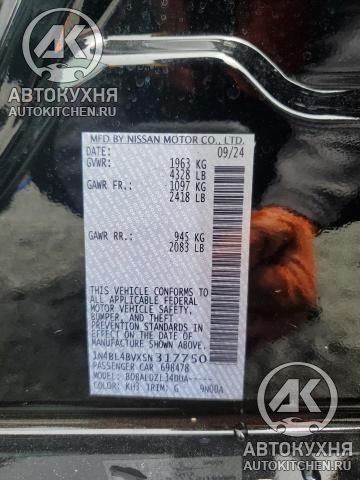 АК
АВТОКУХНЯ
AUTOKITCHEN.RU
MFD BY NISSAN MOTOR CO., LTD.
DATE: 09/24
GVWR: 1963 KG
4328 LB
GAWR FR.: 1097 KG
2418 LB
GAWR RR.: 945 KG
2083 LB
THIS VEHICLE CONFORMS TO
ALL APPLICABLE FEDERAL
MOTOR VEHICLE SAFETY,
BUMPER, AND THEFT
PREVENTION STANDARDS
IN EFFECT ON THE DATE OF
MANUFACTURE SHOWN ABOVE.
1N4BL4BVXSN317750
PASSENGER CAR 698478
MODEL:
COLOR: KH3 TRIM: G
АК
АВТОКУХНЯ
AUTOKITCHEN.RU